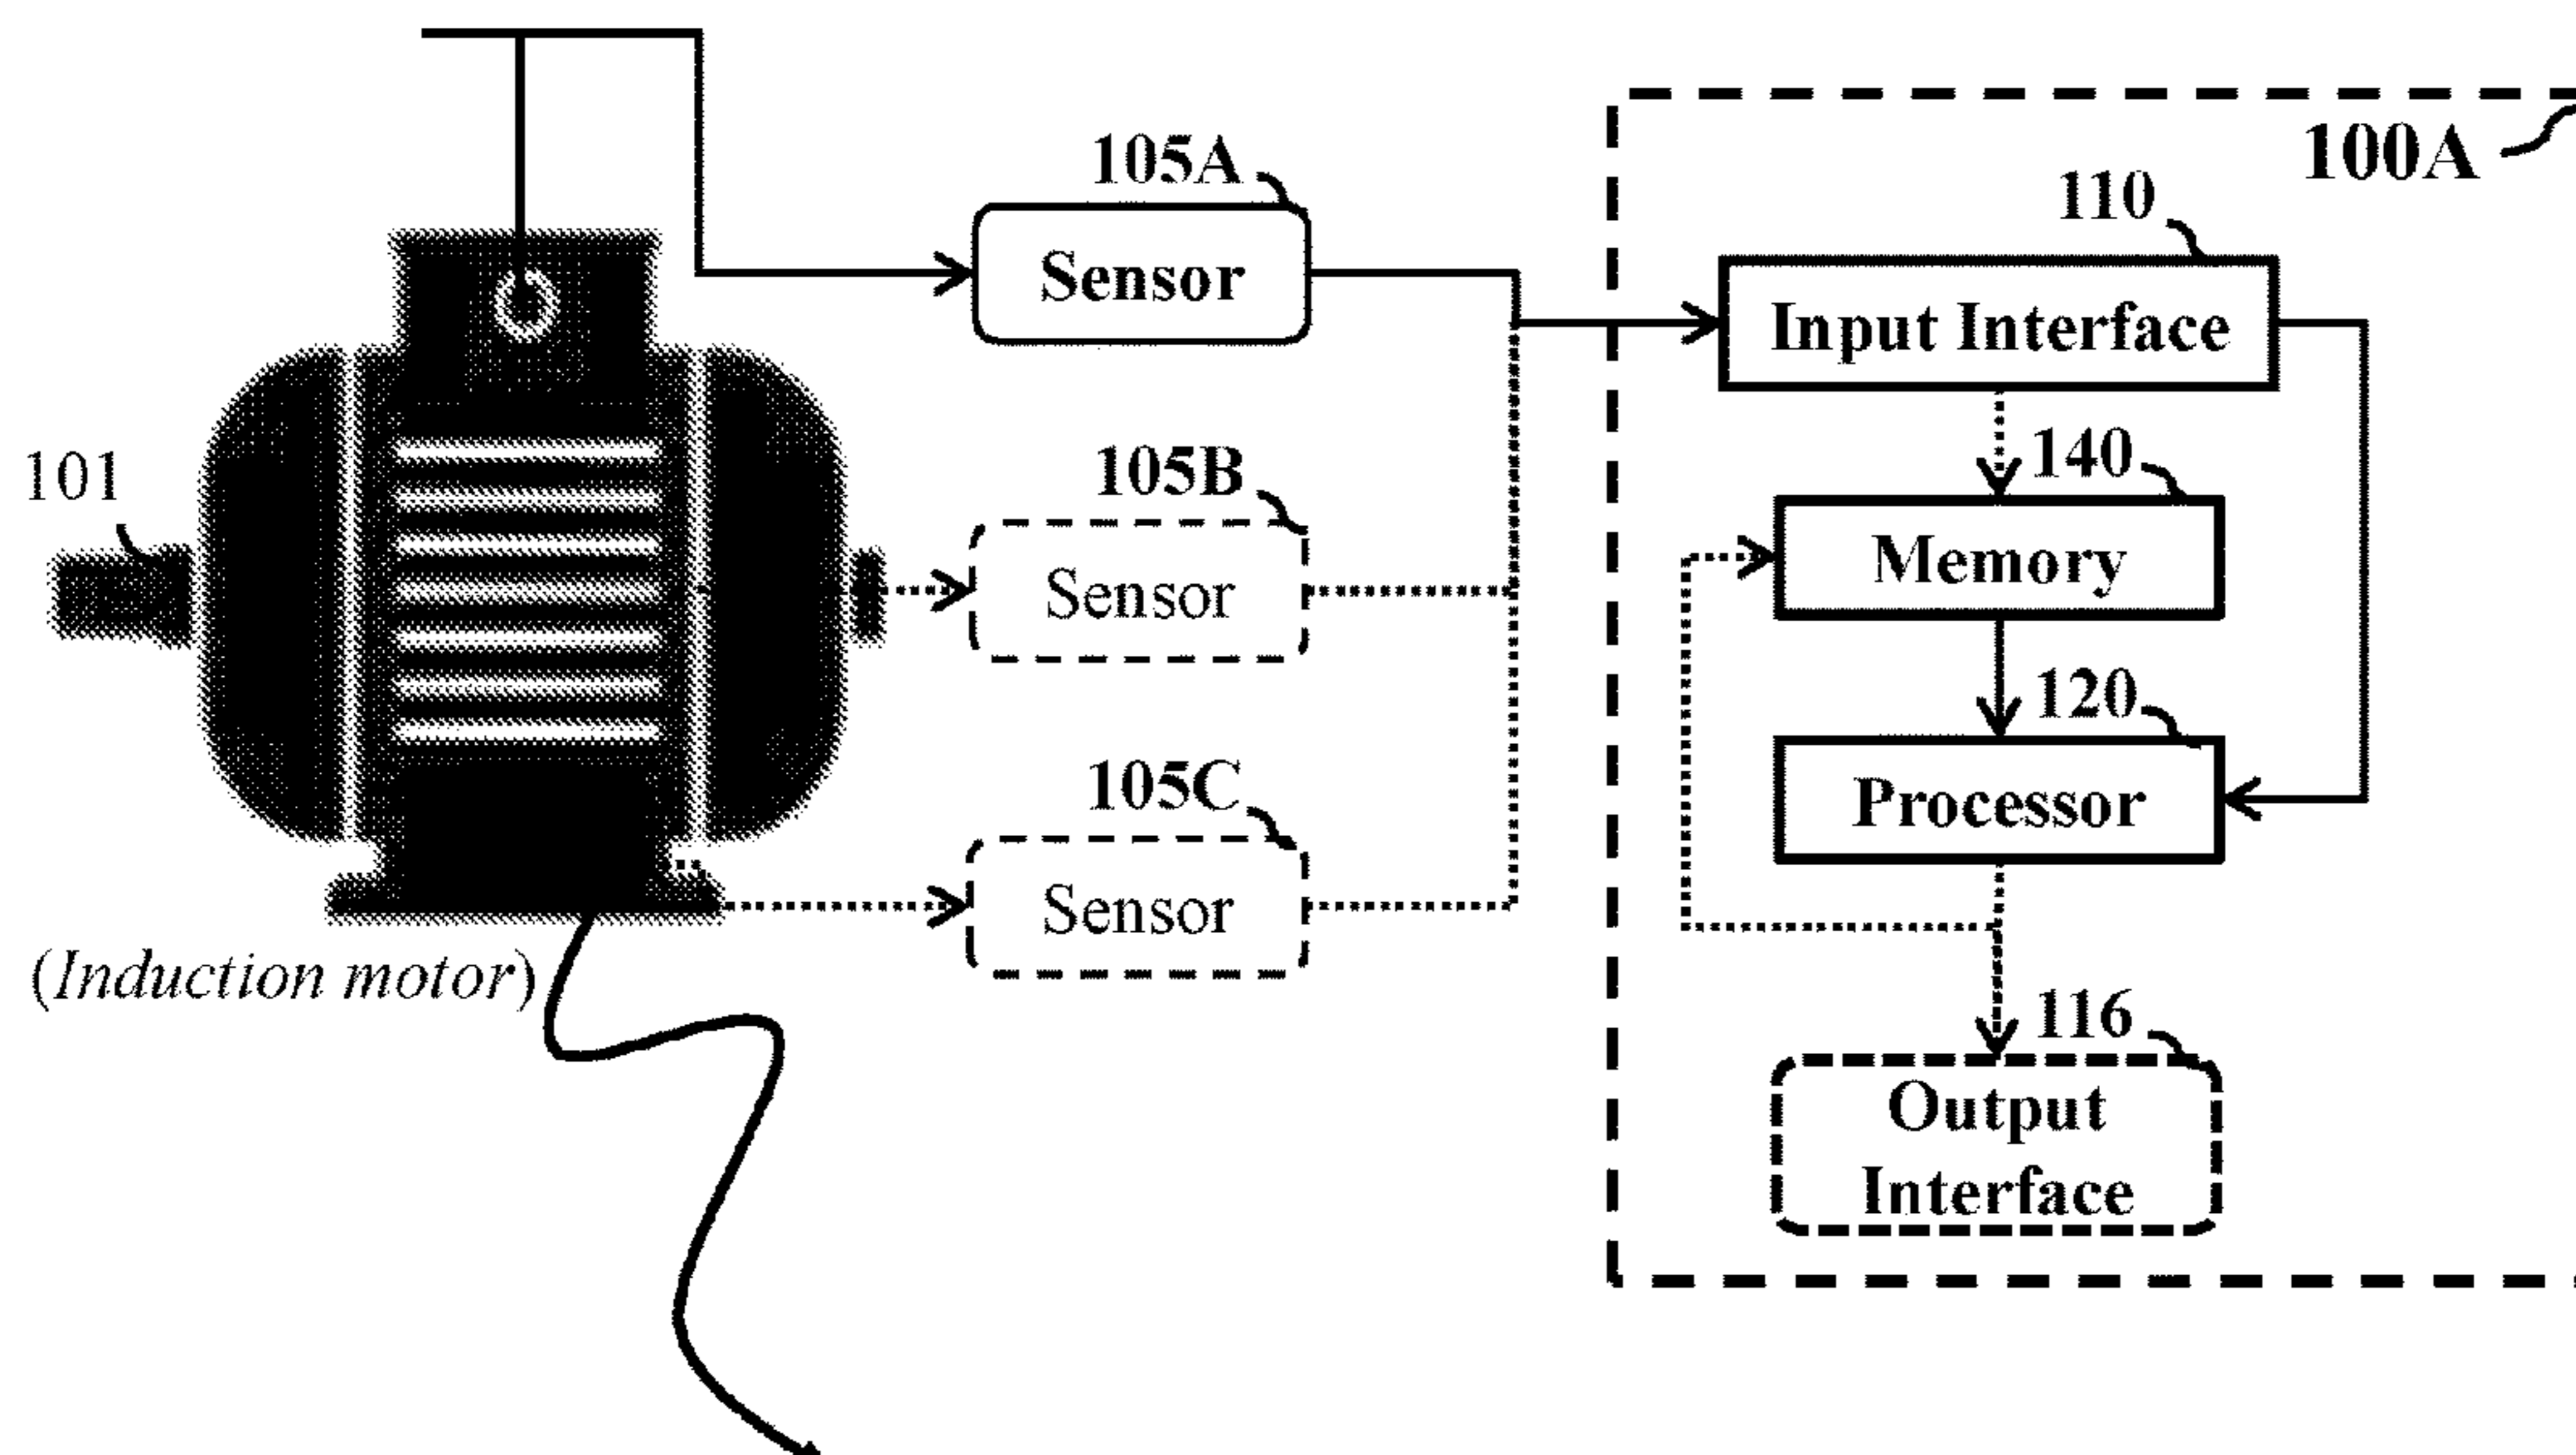 100A
105A
110
Sensor
Input Interface
101
105B
140
Sensor
Memory
120
105C
Processor
Sensor
(Induction motor)
116
Output
Interface